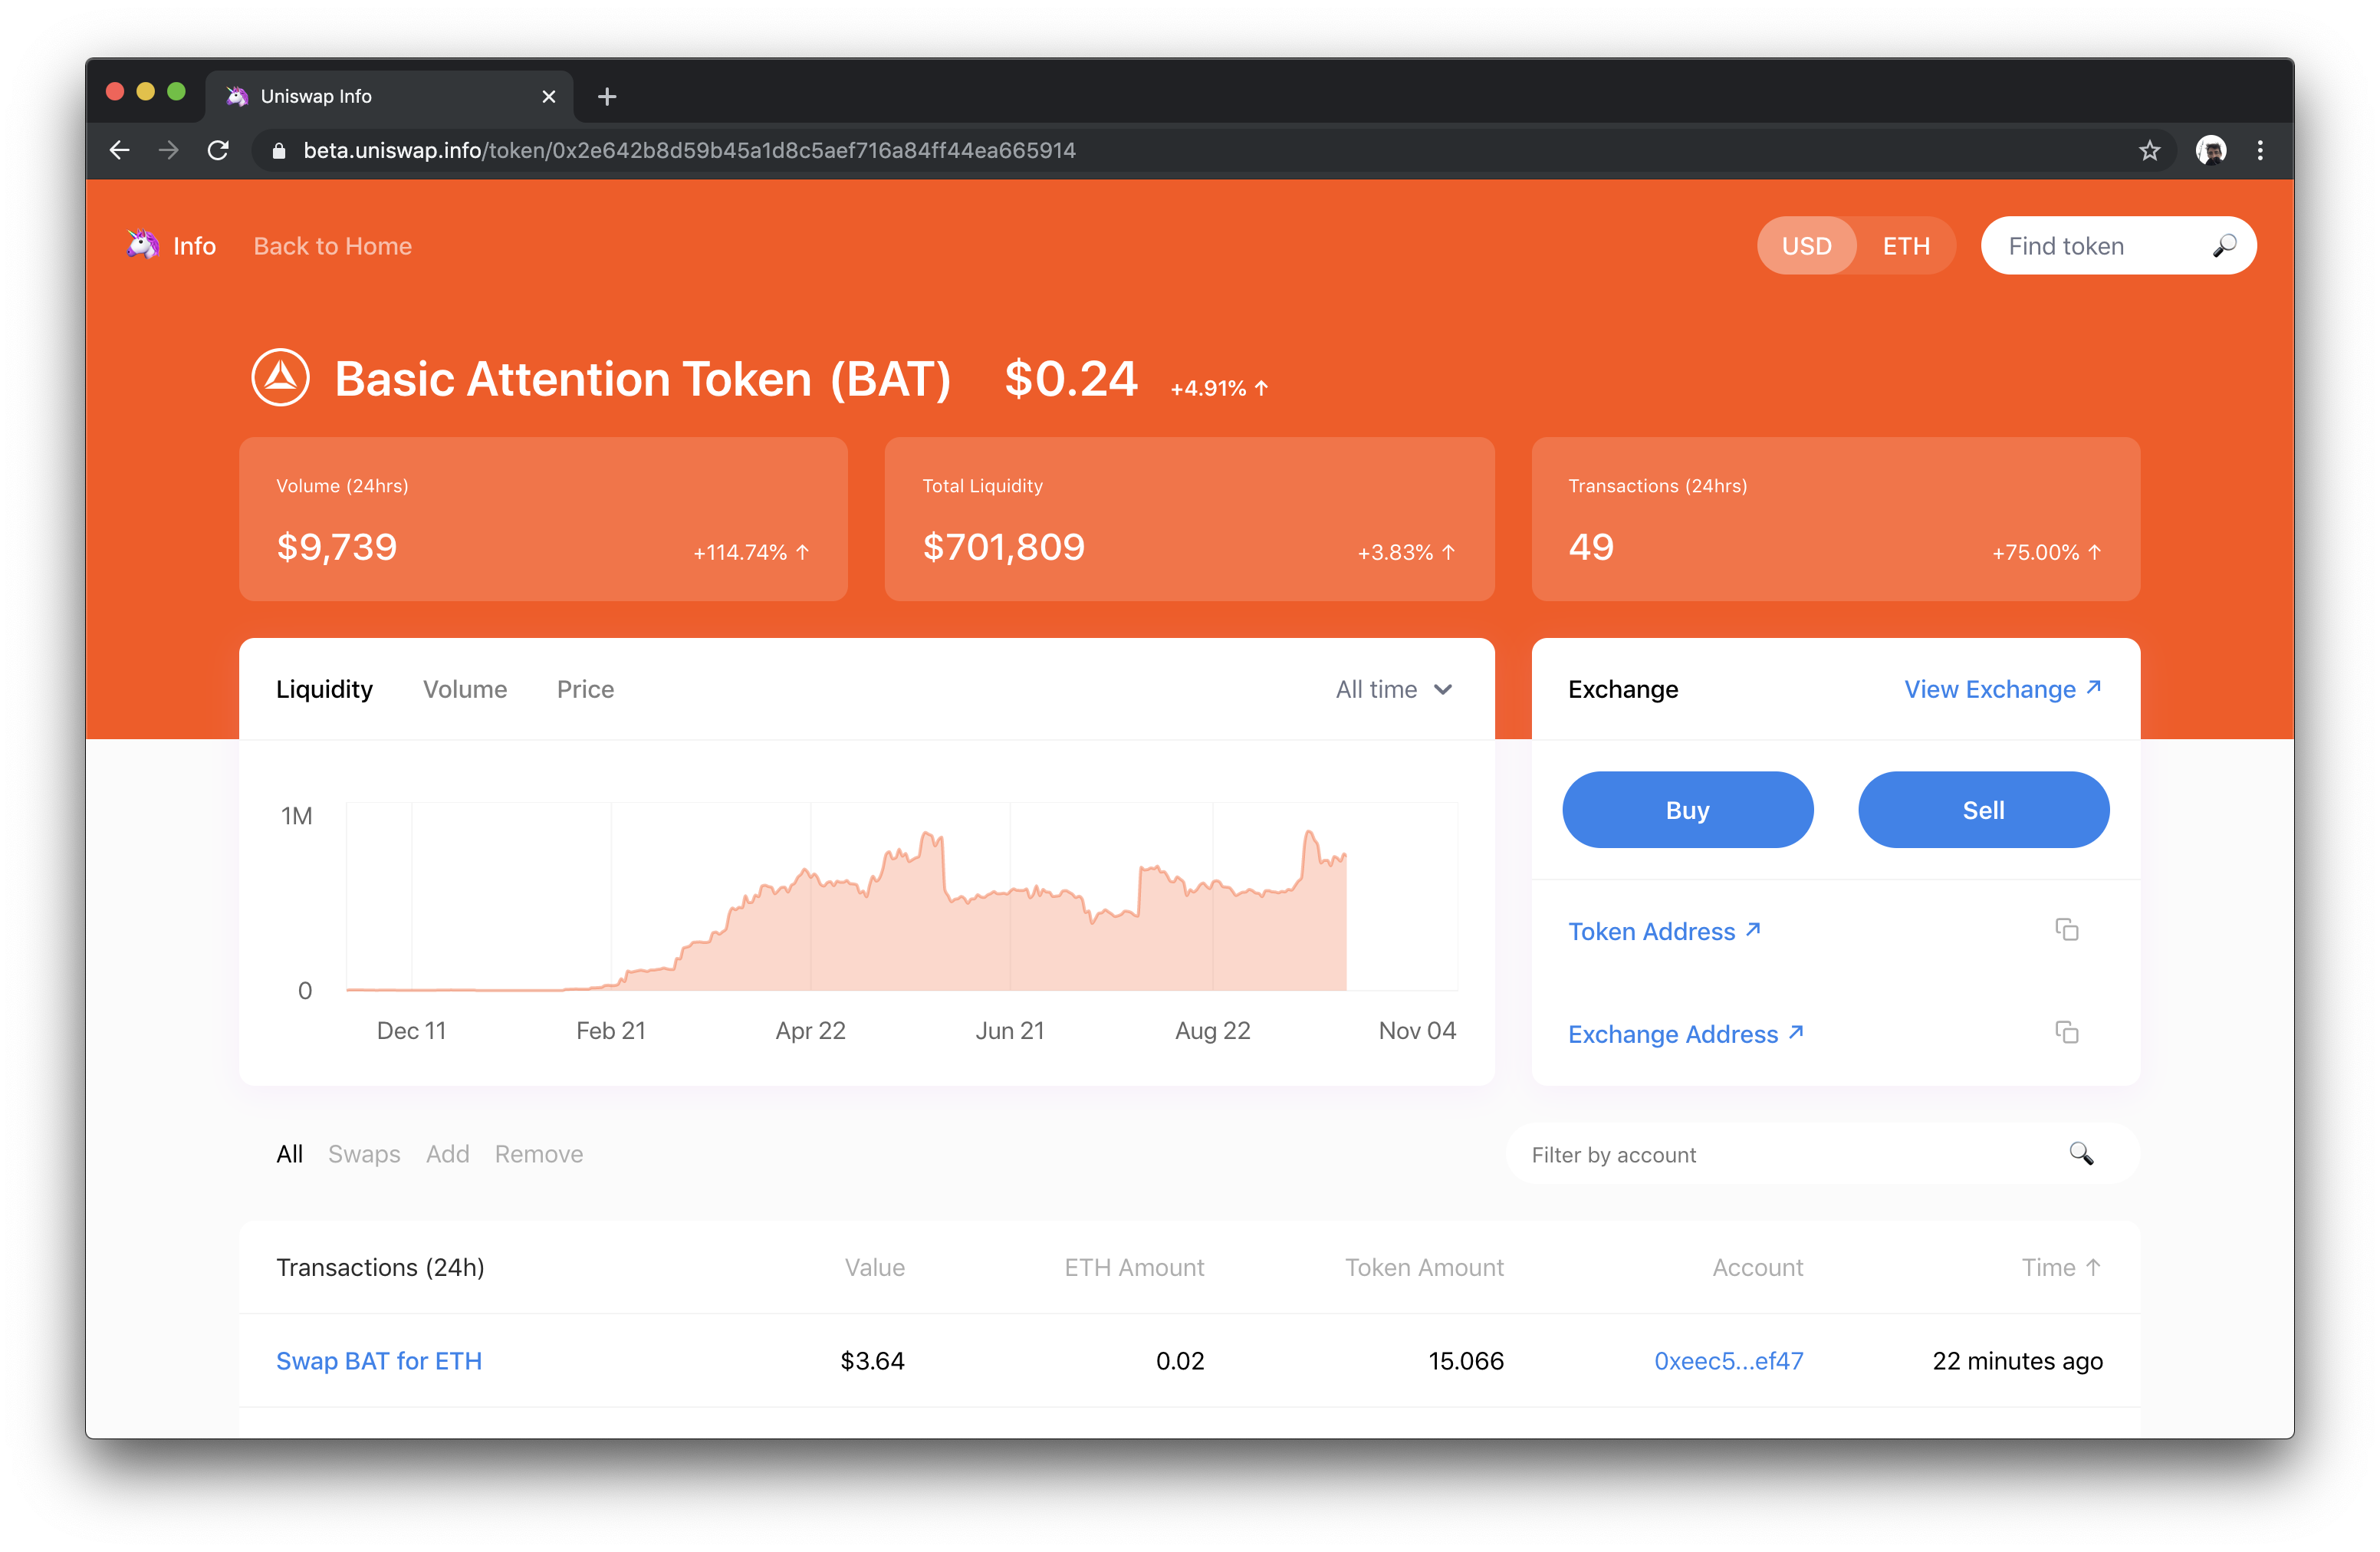 Uniswap Info
beta.uniswap.info/token/0x2e642b8d59b45a1d8c5aef716a84ff44ea665914
Info Back to Home USD ETH Find token
Basic Attention Token (BAT) $0.24 +4.91% ↑
Volume (24hrs) Total Liquidity Transactions (24hrs)
$9,739 +114.74% ↑ $701,809 +3.83% ↑ 49 +75.00% ↑
Liquidity Volume Price All time
Exchange View Exchange ↗
Buy Sell
1M
0
Dec 11 Feb 21 Apr 22 Jun 21 Aug 22 Nov 04
Token Address ↗
Exchange Address ↗
All Swaps Add Remove Filter by account
Transactions (24h) Value ETH Amount Token Amount Account Time ↑
Swap BAT for ETH $3.64 0.02 15.066 0xeec5...ef47 22 minutes ago